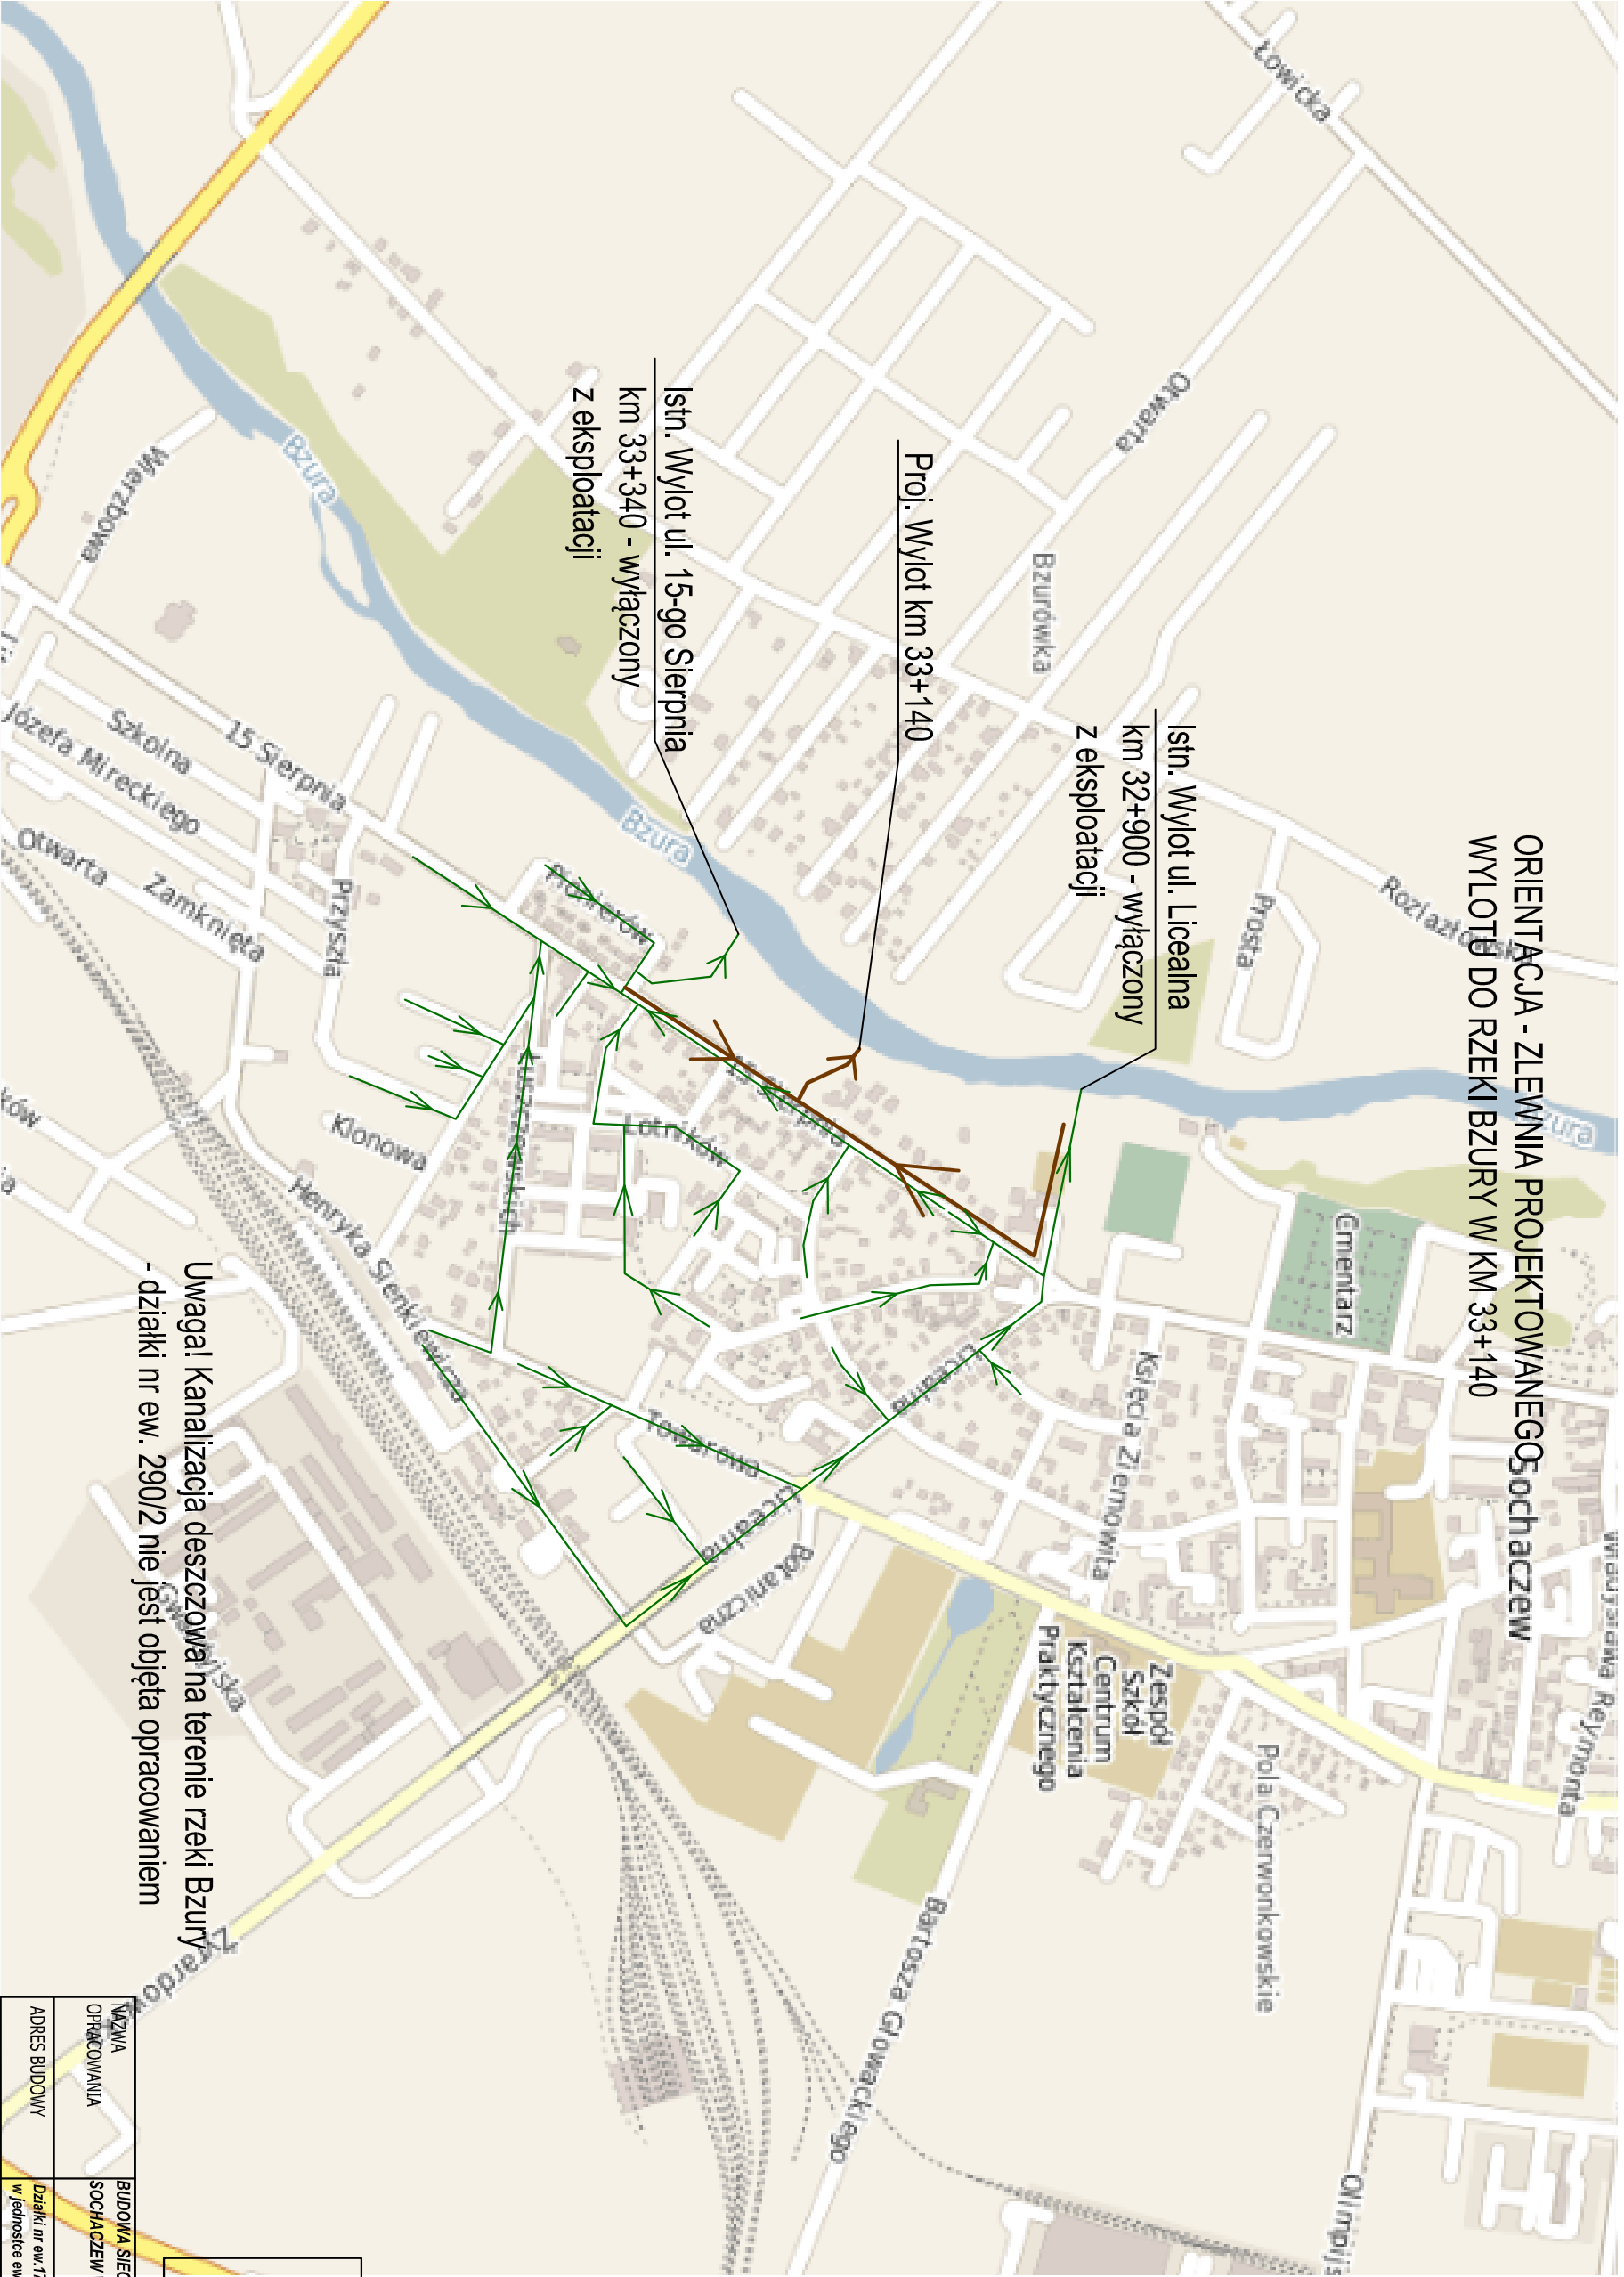 ORIENTACJA - ZLEWNIA PROJEKTOWANEGO
WYLOTU DO RZEKI BZURY W KM 33+140
Istn. Wylot ul. Licealna
km 32+900 - wyłączony
z eksploatacji
Proj. Wylot km 33+140
Istn. Wylot ul. 15-go Sierpnia
km 33+340 - wyłączony
z eksploatacji
Uwaga! Kanalizacja deszczowa na terenie rzeki Bzury
- działki nr ew. 290/2 nie jest objęta opracowaniem
Łowicka
Otwarta
Bzurówka
Prosta
Bzura
Bzura
Wierzbowa
15 Sierpnia
Szkolna
Józefa Mireckiego
Otwarta
Zamknięta
Przyszła
Klonowa
Henryka Sienkiewicza
Lotników
15 Sierpnia
Towarowa
Licealna
Licealna
Botaniczna
Księcia Ziemowita
Cmentarz
Sochaczew
Zespół
Szkół
Centrum
Kształcenia
Praktycznego
Pola Czerwonkowskie
Bartosza Głowackiego
NAZWA
OPRACOWANIA
ADRES BUDOWY